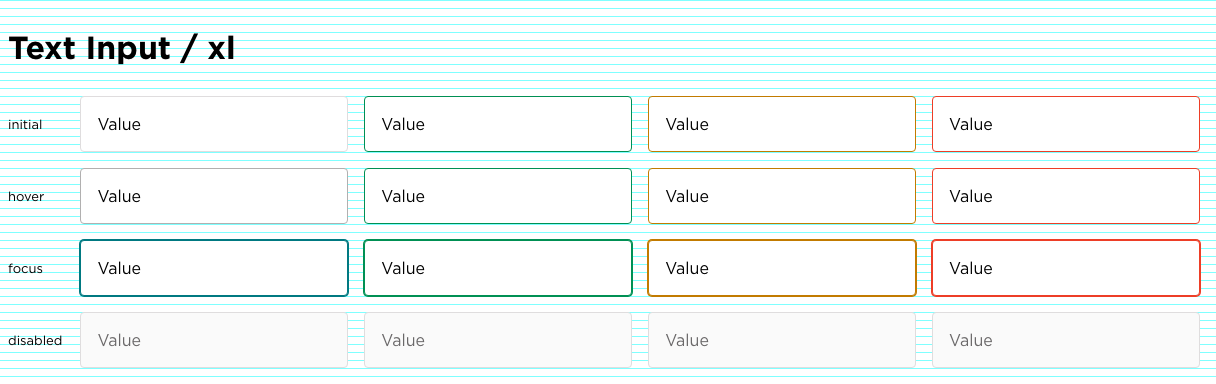 Text Input / xl
initial Value Value Value Value
hover Value Value Value Value
focus Value Value Value Value
disabled Value Value Value Value